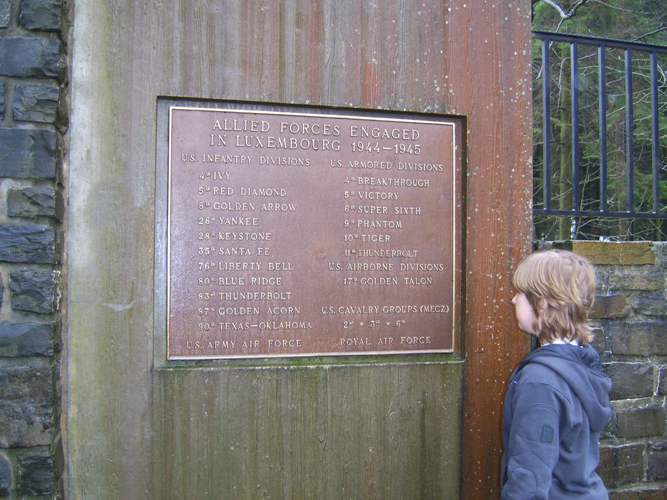 ALLIED FORCES ENGAGED
IN LUXEMBOURG 1944-1945
U.S. INFANTRY DIVISIONS
4TH IVY
5TH RED DIAMOND
8TH GOLDEN ARROW
26TH YANKEE
28TH KEYSTONE
35TH SANTA FE
76TH LIBERTY BELL
80TH BLUE RIDGE
83RD THUNDERBOLT
87TH GOLDEN ACORN
90TH TEXAS-OKLAHOMA
U.S. ARMY AIR FORCE
U.S. ARMORED DIVISIONS
4TH BREAKTHROUGH
5TH VICTORY
6TH SUPER SIXTH
9TH PHANTOM
10TH TIGER
11TH THUNDERBOLT
U.S. AIRBORNE DIVISIONS
17TH GOLDEN TALON
U.S. CAVALRY GROUPS (MECZ)
2ND * 3RD * 6TH
ROYAL AIR FORCE